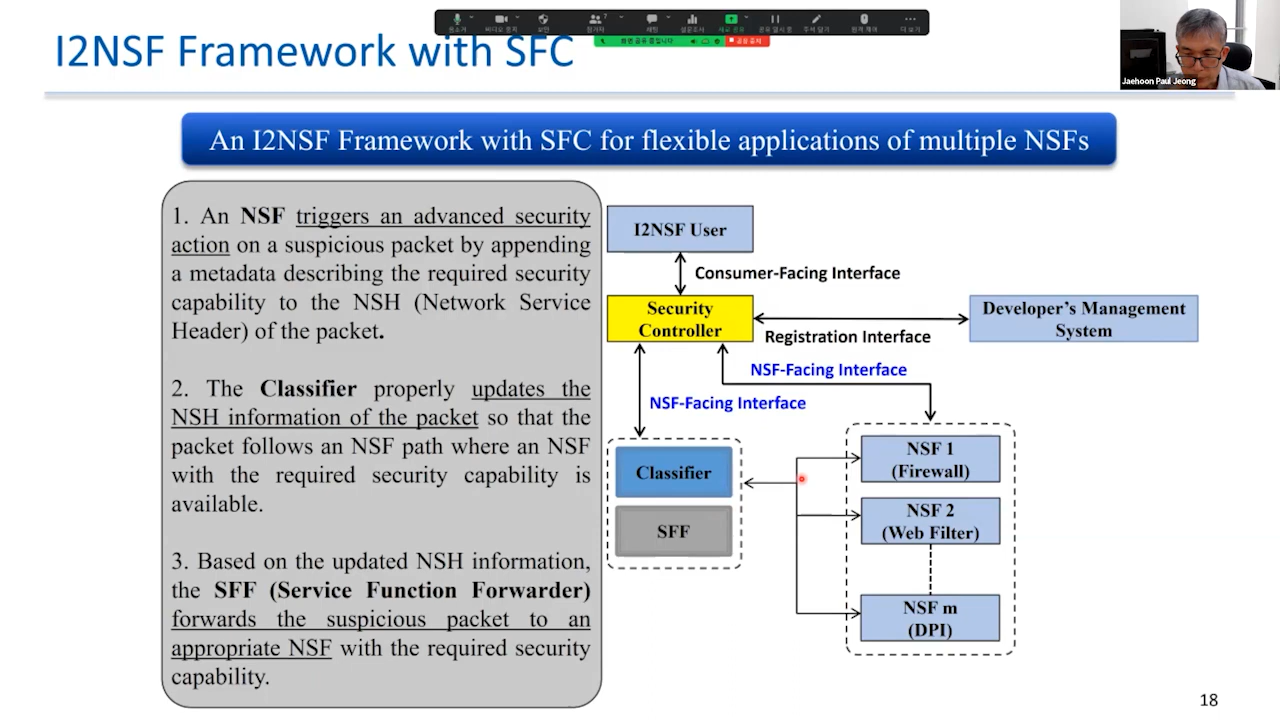 I2NSF Framework with SFC
Jaehoon Paul Jeong
An I2NSF Framework with SFC for flexible applications of multiple NSFs
1. An NSF triggers an advanced security
action on a suspicious packet by appending
a metadata describing the required security
capability to the NSH (Network Service
Header) of the packet.
2. The Classifier properly updates the
NSH information of the packet so that the
packet follows an NSF path where an NSF
with the required security capability is
available.
3. Based on the updated NSH information,
the SFF (Service Function Forwarder)
forwards the suspicious packet to an
appropriate NSF with the required security
capability.
I2NSF User
Consumer-Facing Interface
Security
Controller
Registration Interface
Developer's Management
System
NSF-Facing Interface
NSF-Facing Interface
Classifier
SFF
NSF 1
(Firewall)
NSF 2
(Web Filter)
NSF m
(DPI)
18